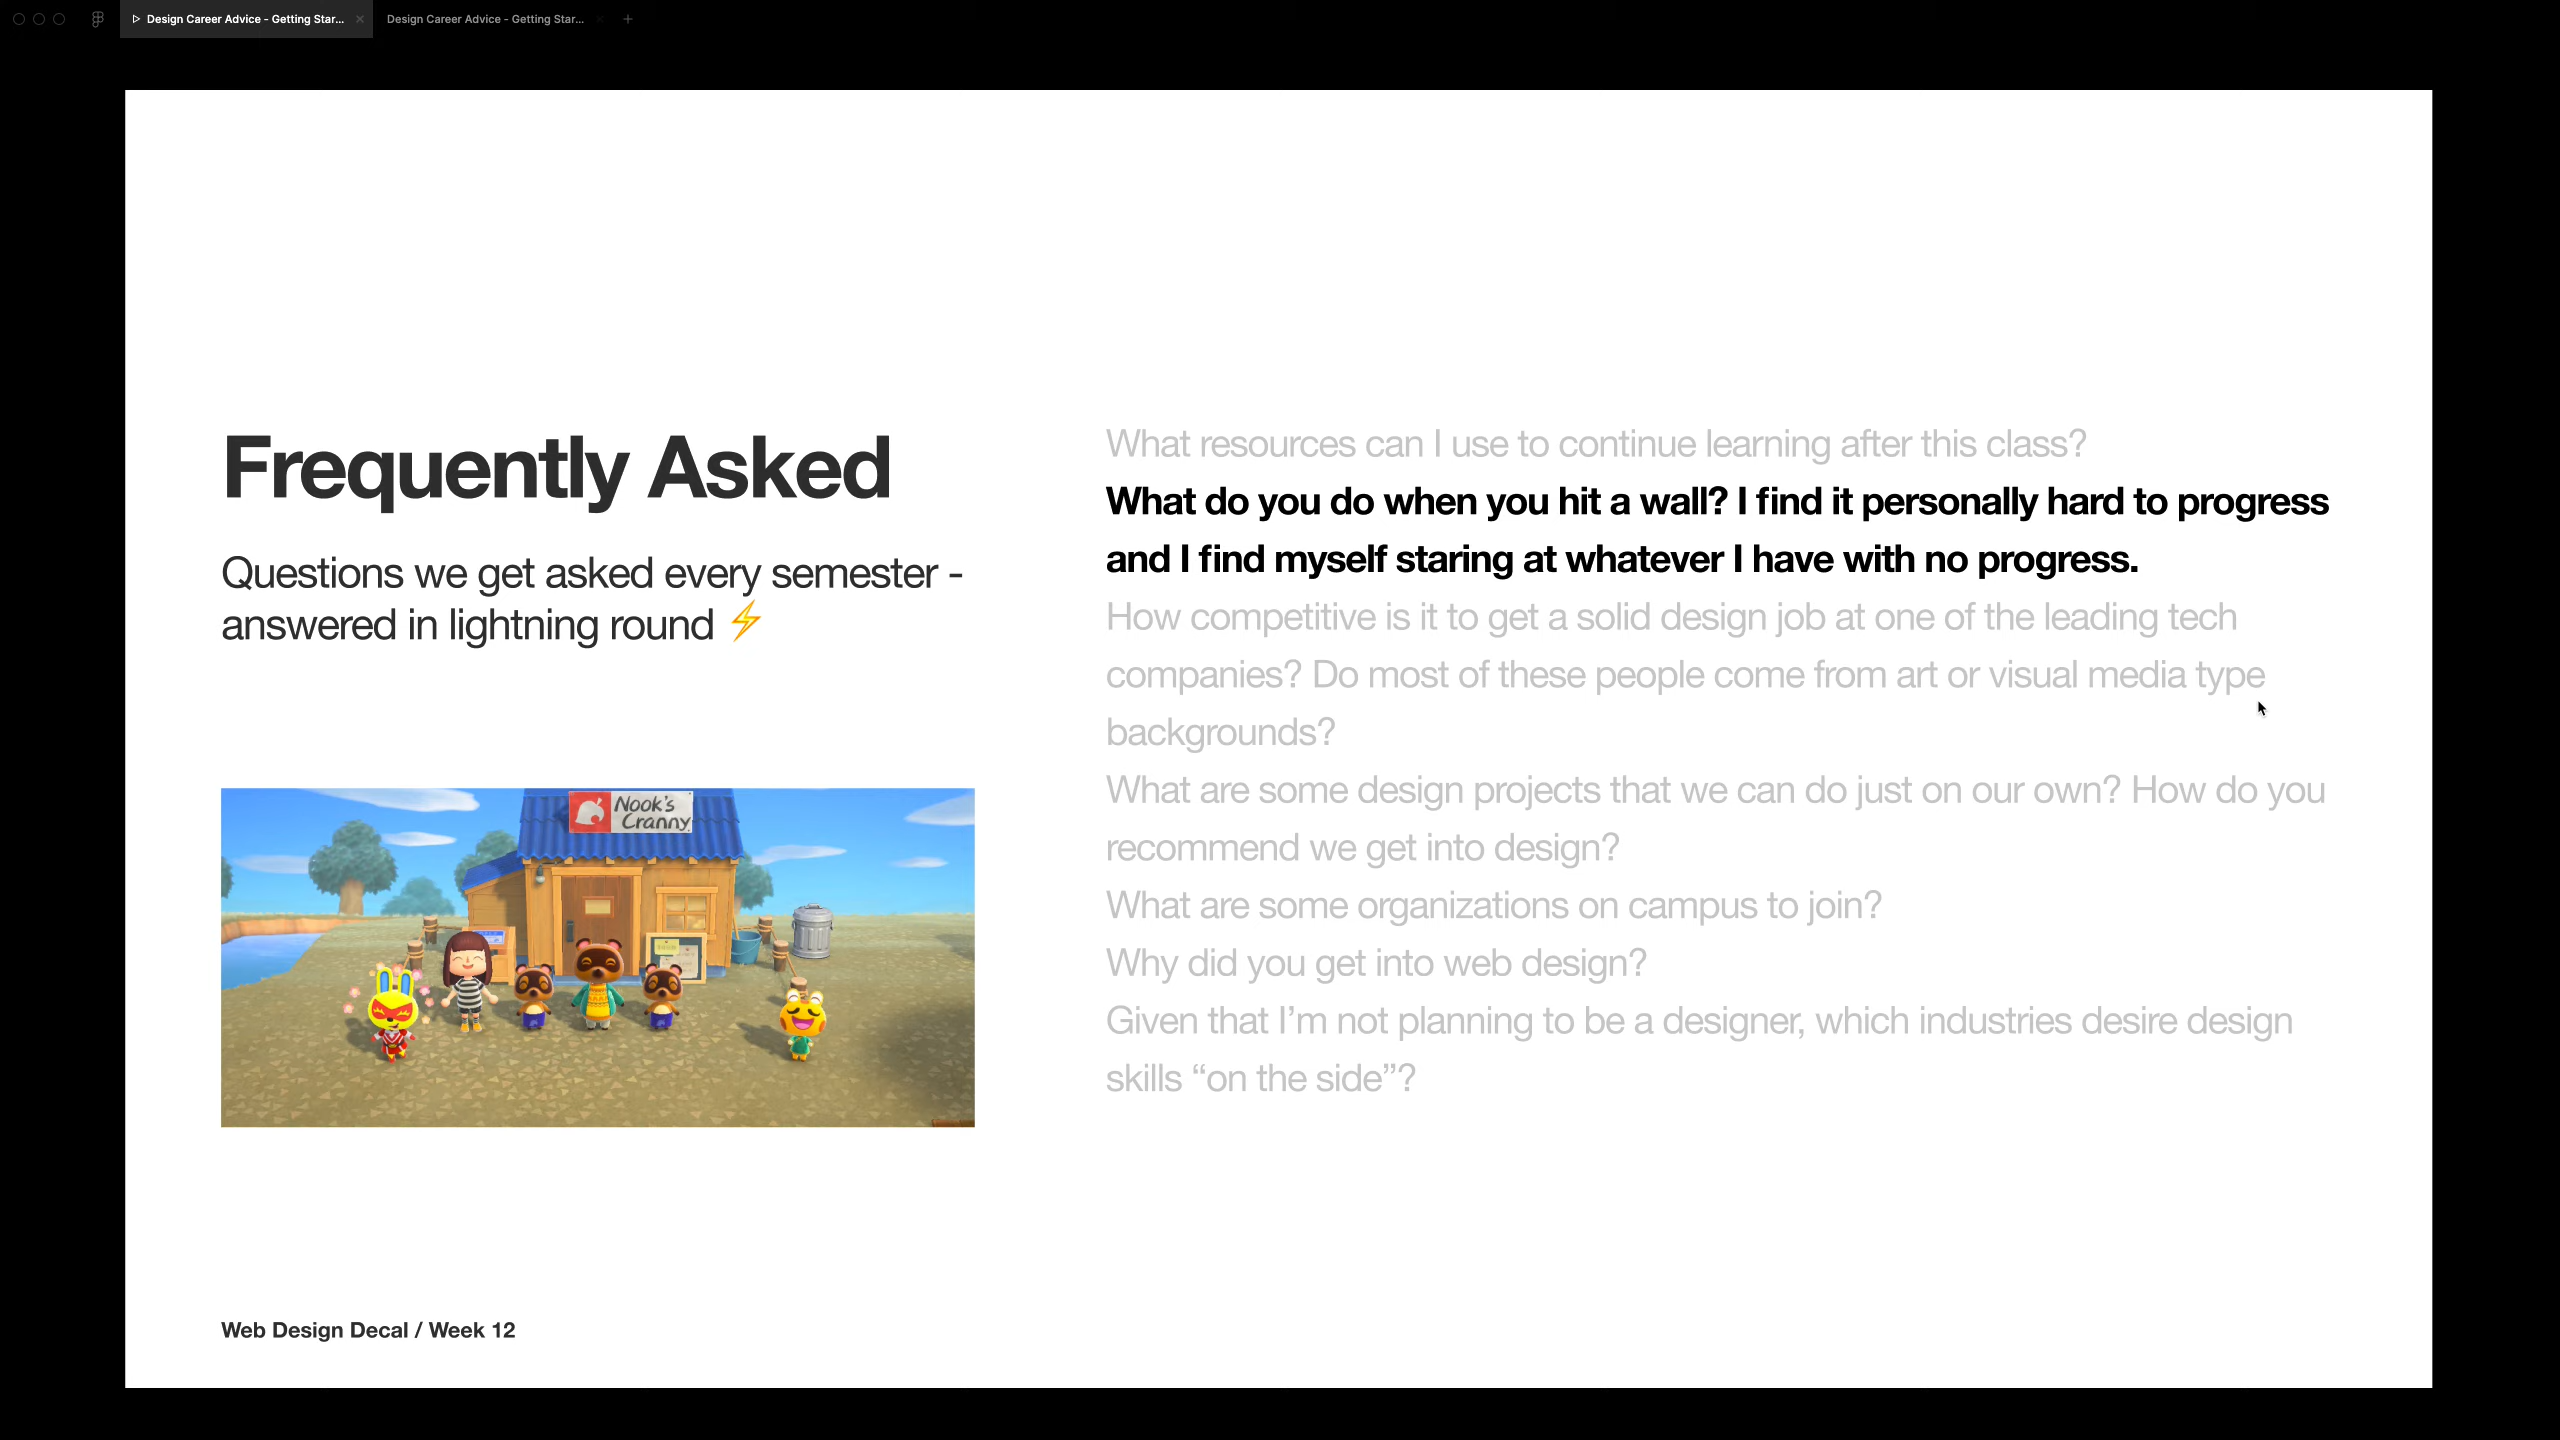 Design Career Advice - Getting Star...
Design Career Advice - Getting Star...
Frequently Asked
Questions we get asked every semester -
answered in lightning round ⚡
Nook's
Cranny
What resources can I use to continue learning after this class?
What do you do when you hit a wall? I find it personally hard to progress
and I find myself staring at whatever I have with no progress.
How competitive is it to get a solid design job at one of the leading tech
companies? Do most of these people come from art or visual media type
backgrounds?
What are some design projects that we can do just on our own? How do you
recommend we get into design?
What are some organizations on campus to join?
Why did you get into web design?
Given that I’m not planning to be a designer, which industries desire design
skills “on the side”?
Web Design Decal / Week 12